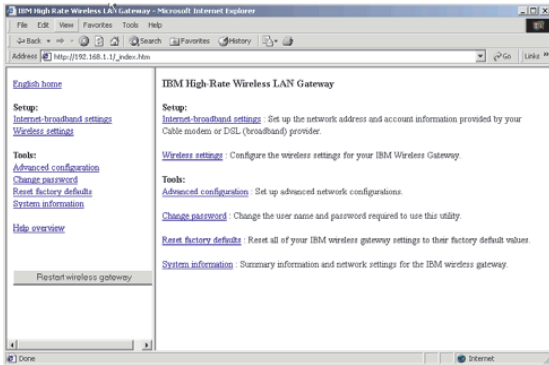 IBM High Rate Wireless LAN Gateway - Microsoft Internet Explorer
File Edit View Favorites Tools Help
Back Search Favorites History
Address http://192.168.1.1/_index.htm Go Links »
English home
Setup:
Internet-broadband settings
Wireless settings
Tools:
Advanced configuration
Change password
Reset factory defaults
System information
Help overview
Restart wireless gateway
IBM High-Rate Wireless LAN Gateway
Setup:
Internet-broadband settings : Set up the network address and account information provided by your
Cable modem or DSL (broadband) provider.
Wireless settings : Configure the wireless settings for your IBM Wireless Gateway.
Tools:
Advanced configuration : Set up advanced network configurations.
Change password : Change the user name and password required to use this utility.
Reset factory defaults : Reset all of your IBM wireless gateway settings to their factory default values.
System information : Summary information and network settings for the IBM wireless gateway.
Done Internet